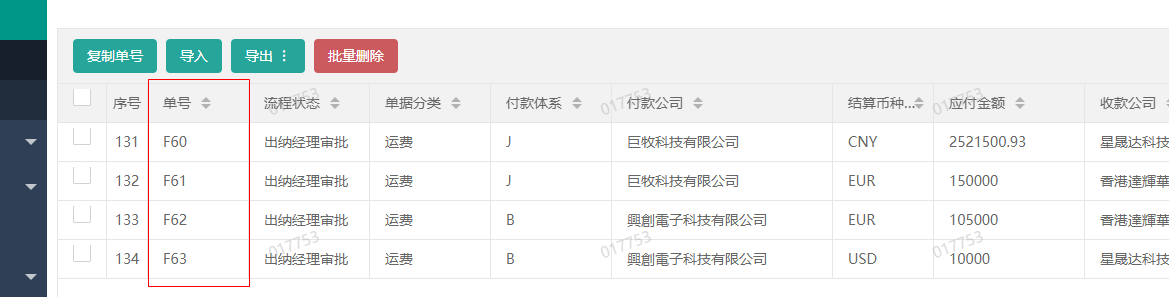 复制单号 导入 导出 批量删除
序号 单号 流程状态 单据分类 付款体系 付款公司 结算币种... 应付金额 收款公司
131 F60 出纳经理审批 运费 J 巨牧科技有限公司 CNY 2521500.93 星晟达科技
132 F61 出纳经理审批 运费 J 巨牧科技有限公司 EUR 150000 香港達輝華
133 F62 出纳经理审批 运费 B 興創電子科技有限公司 EUR 105000 香港達輝華
134 F63 出纳经理审批 运费 B 興創電子科技有限公司 USD 10000 星晟达科技
017753 017753 017753
017753 017753 017753